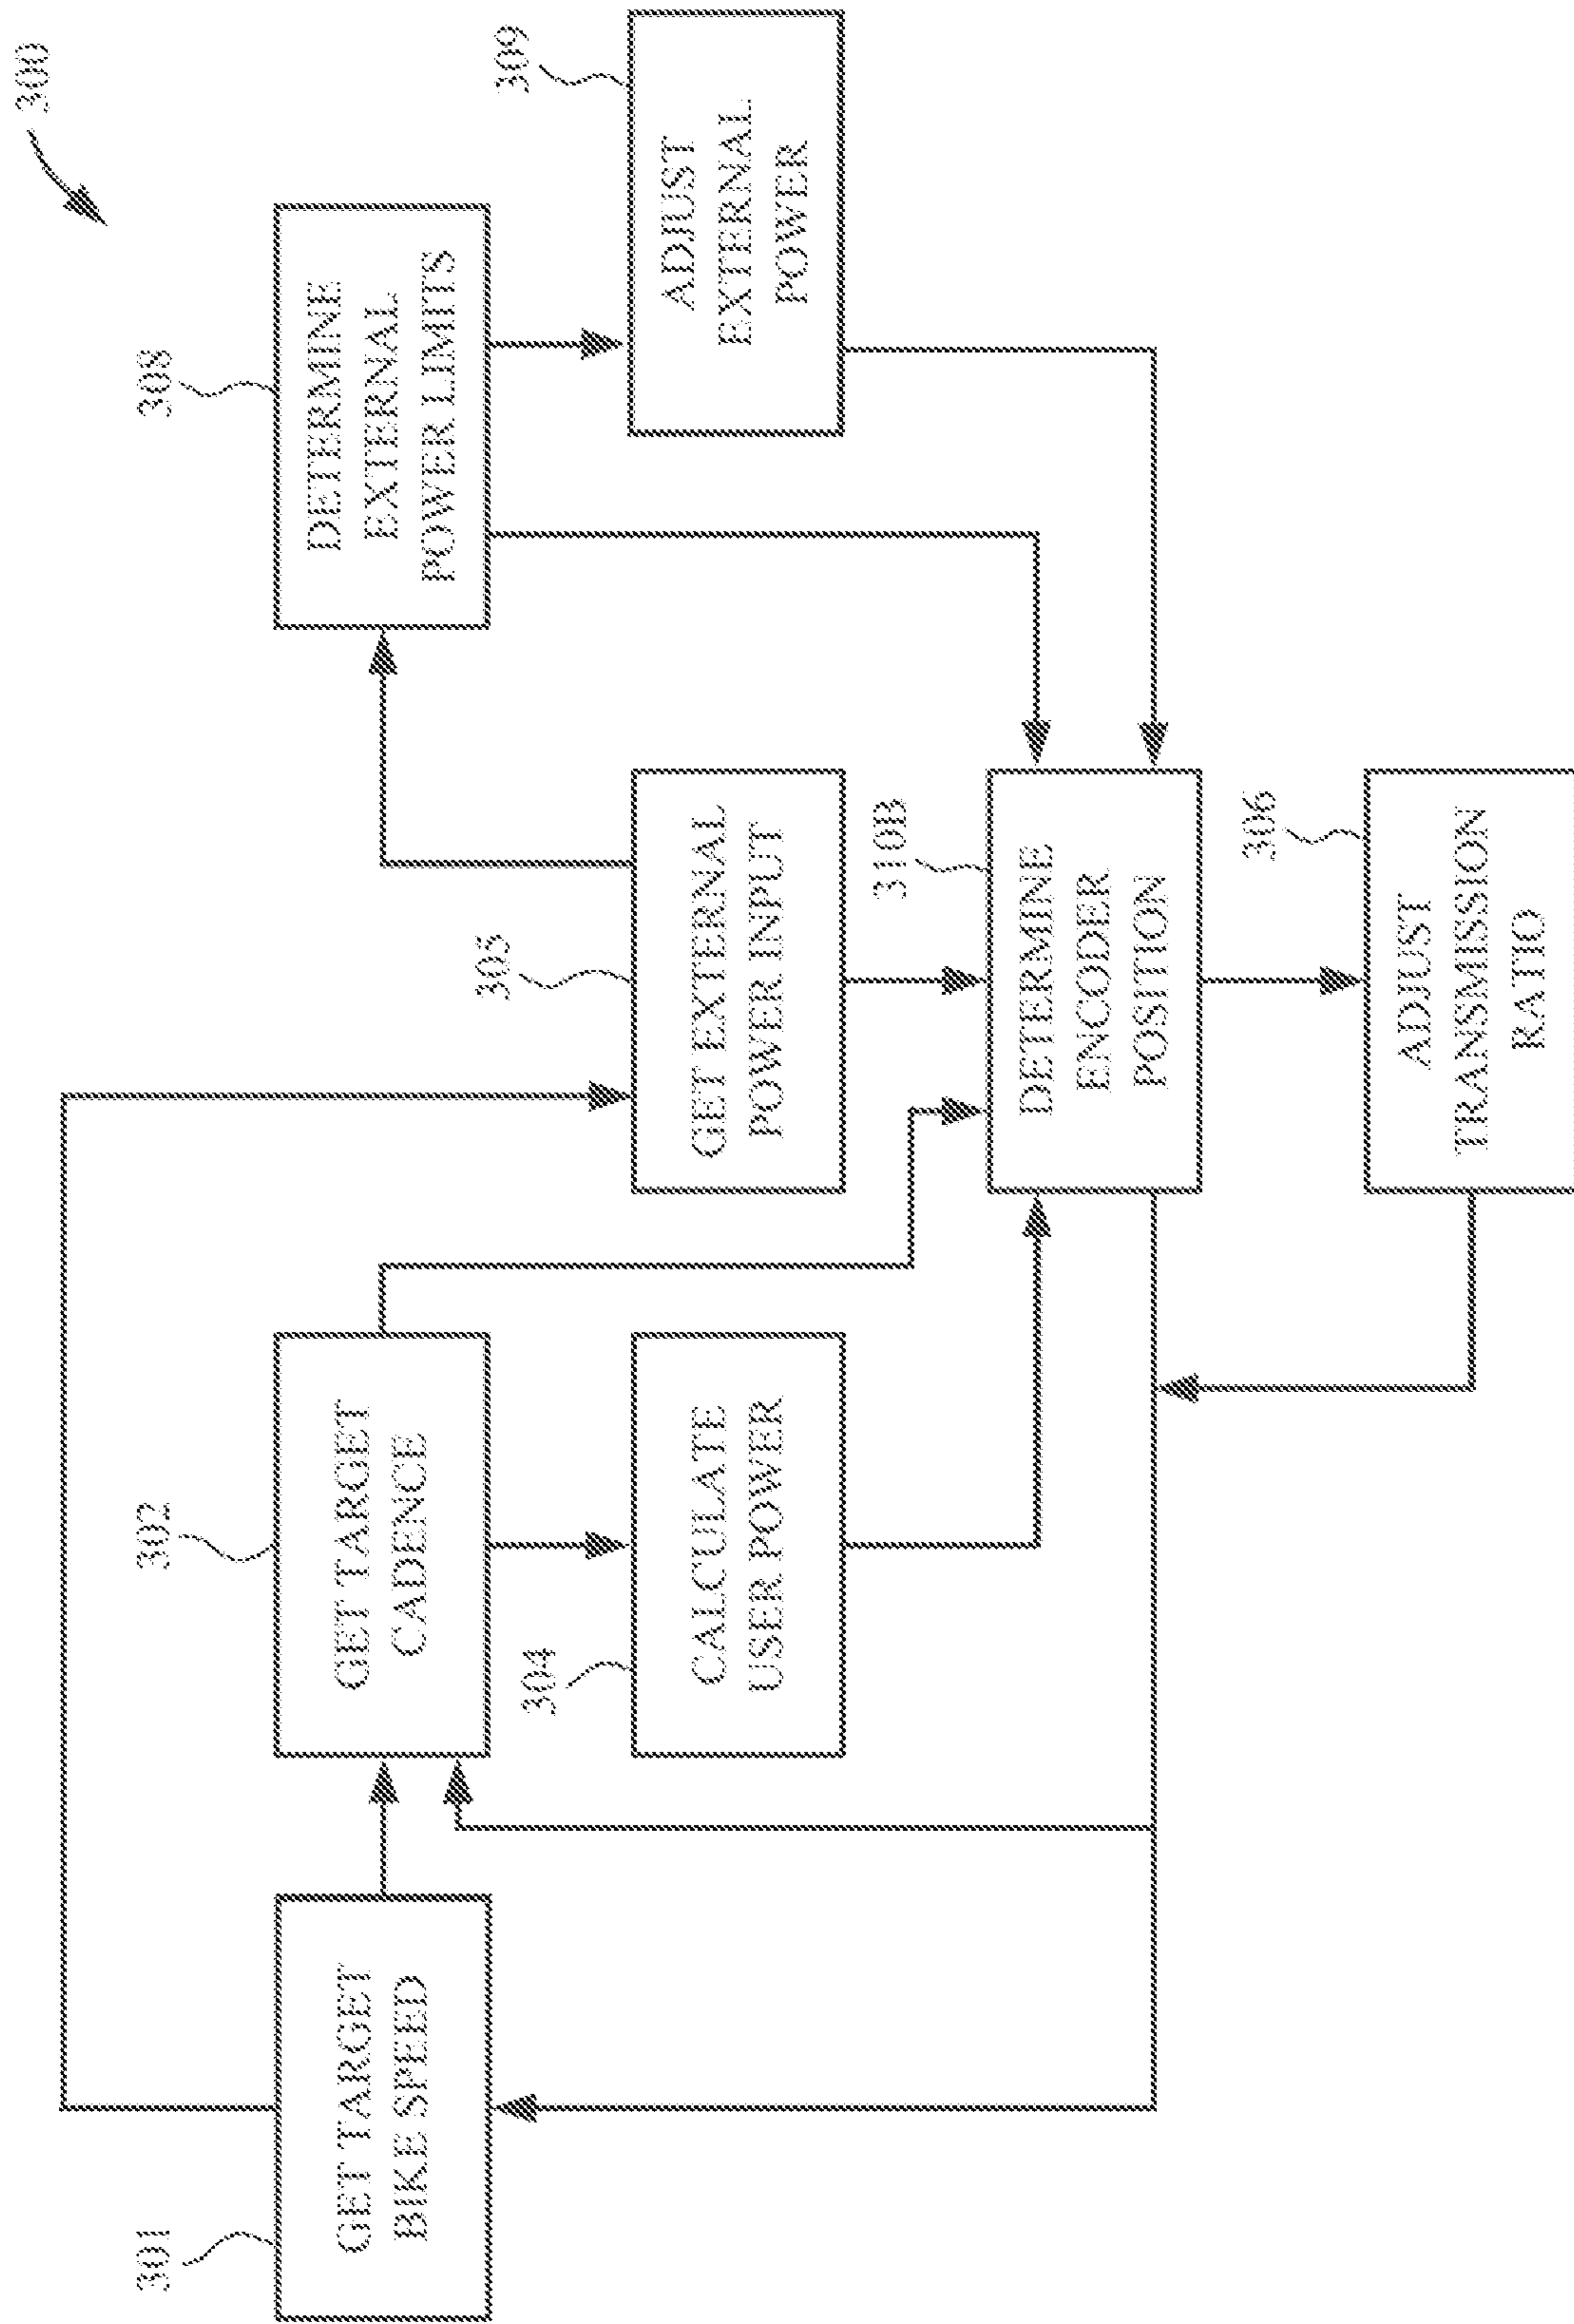 300
301
GET TARGET
BIKE SPEED
302
GET TARGET
CADENCE
304
CALCULATE
USER POWER
305
GET EXTERNAL
POWER INPUT
308
DETERMINE
EXTERNAL
POWER LIMITS
309
ADJUST
EXTERNAL
POWER
310B
DETERMINE
ENCODER
POSITION
306
ADJUST
TRANSMISSION
RATIO